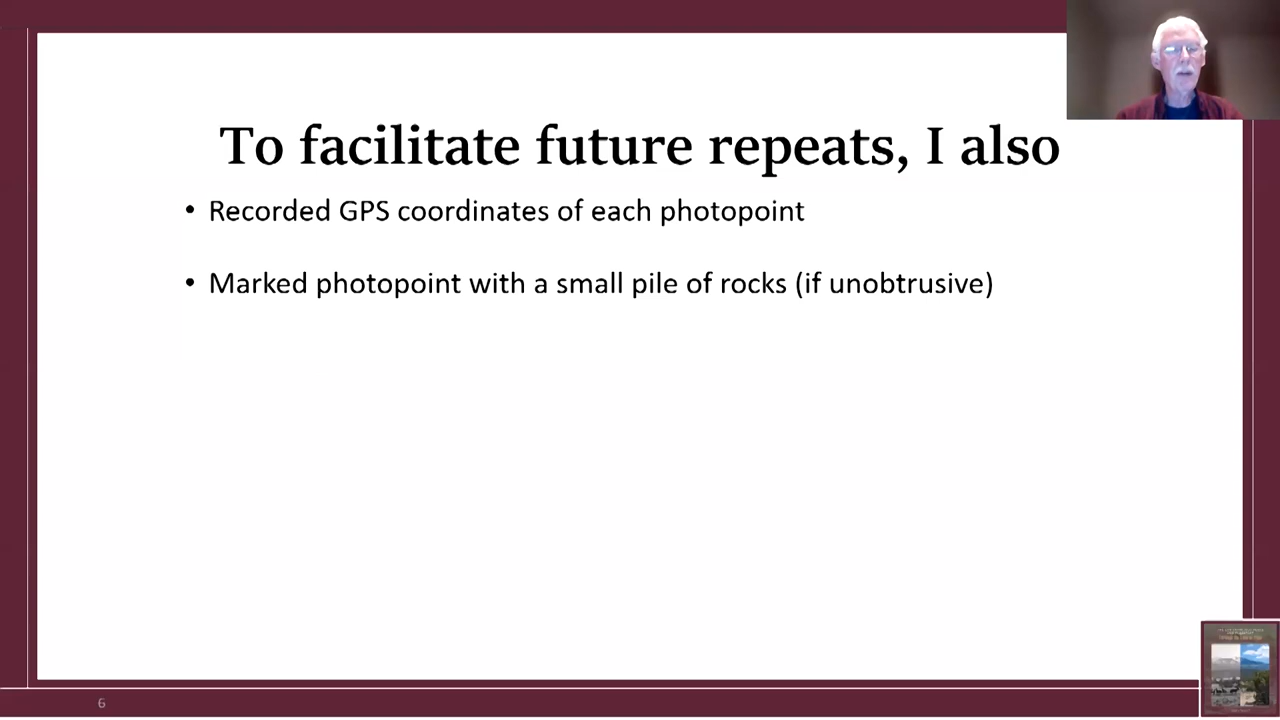 To facilitate future repeats, I also
• Recorded GPS coordinates of each photopoint
• Marked photopoint with a small pile of rocks (if unobtrusive)
6